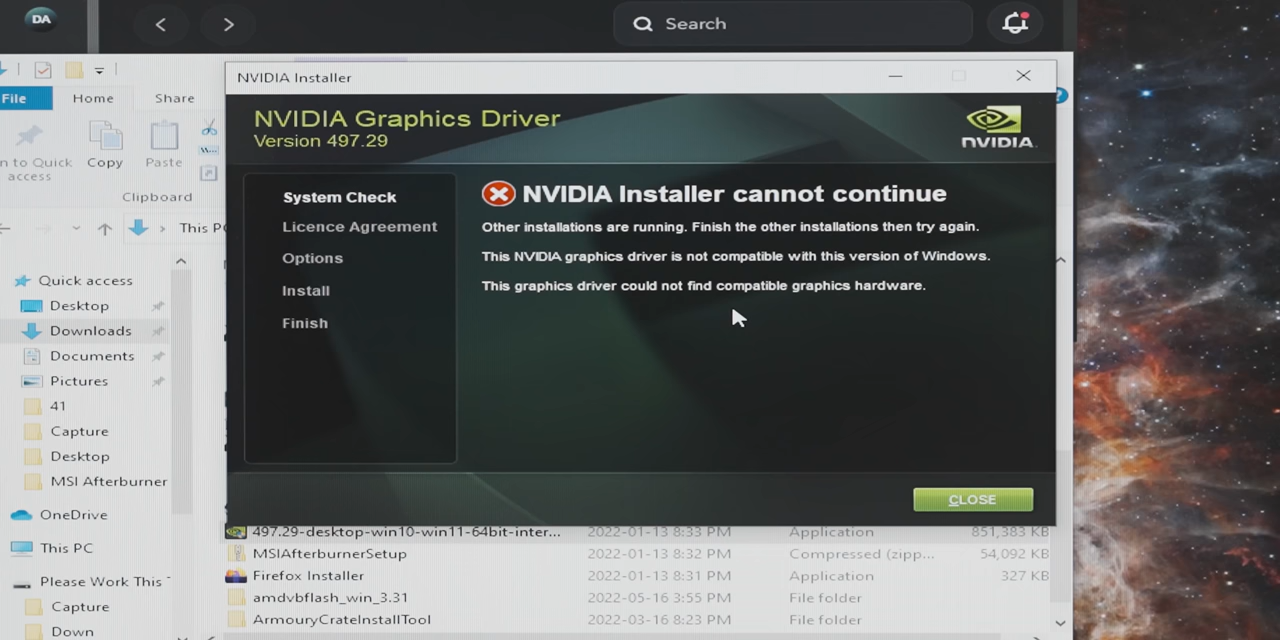 DA
Search
NVIDIA Installer
File
Home
Share
NVIDIA Graphics Driver
Version 497.29
NVIDIA
Quick
access
Copy
Paste
Clipboard
System Check
Licence Agreement
Options
Install
Finish
NVIDIA Installer cannot continue
Other installations are running. Finish the other installations then try again.
This NVIDIA graphics driver is not compatible with this version of Windows.
This graphics driver could not find compatible graphics hardware.
CLOSE
This P
Quick access
Desktop
Downloads
Documents
Pictures
41
Capture
Desktop
MSI Afterburner
OneDrive
This PC
Please Work This
Capture
Down
497.29-desktop-win10-win11-64bit-inter... 2022-01-13 8:33 PM Application 851,383 KB
MSIAfterburnerSetup 2022-01-13 8:32 PM Compressed (zipp... 54,092 KB
Firefox Installer 2022-01-13 8:31 PM Application 327 KB
amdvbflash_win_3.31 2022-05-16 3:55 PM File folder
ArmouryCrateInstallTool 2022-03-16 8:23 PM File folder